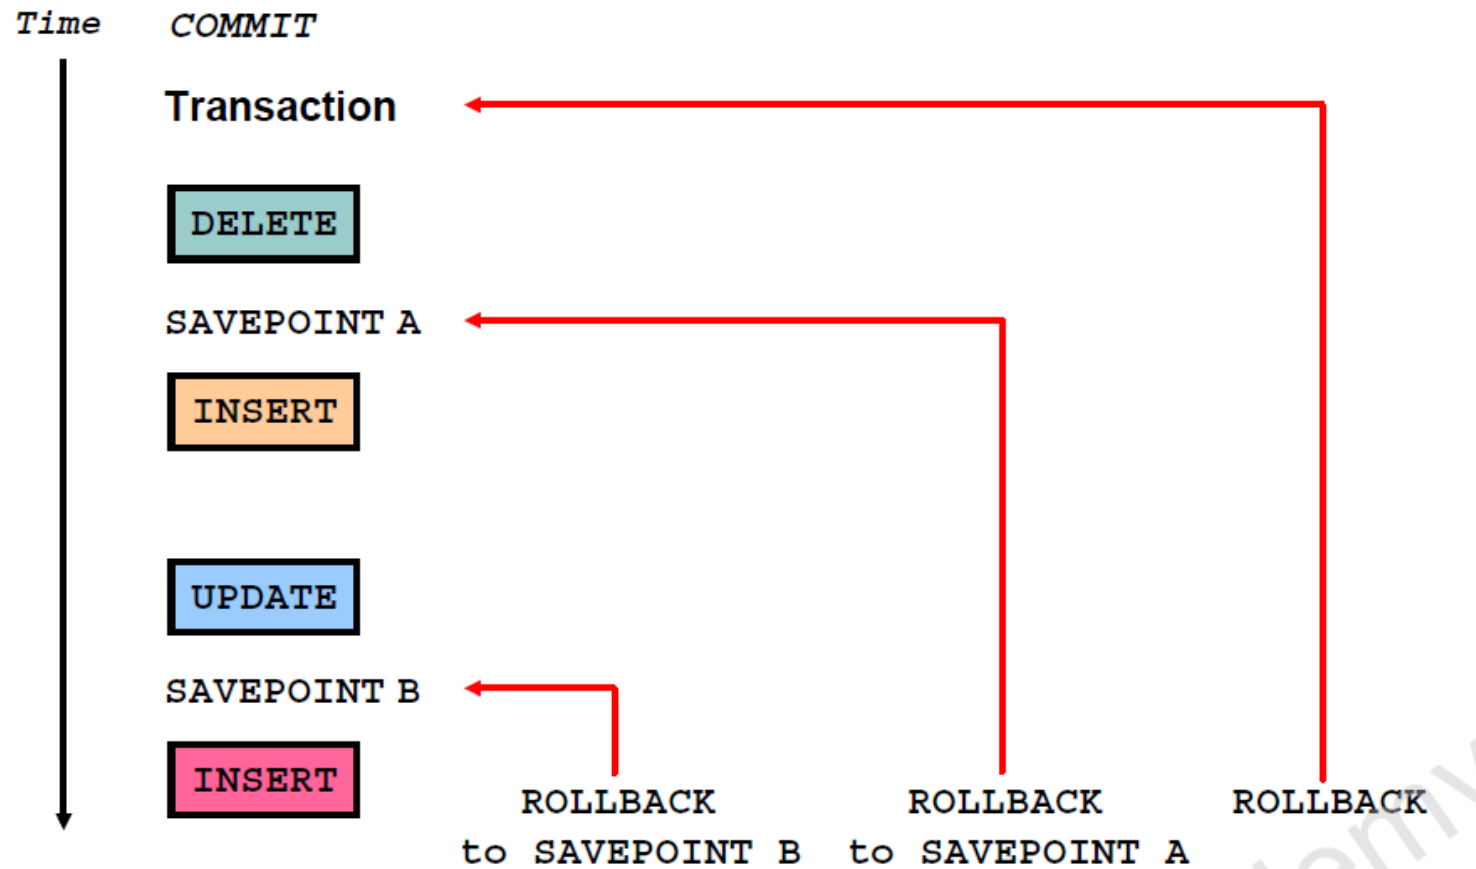 Time COMMIT
Transaction
DELETE
SAVEPOINT A
INSERT
UPDATE
SAVEPOINT B
INSERT
ROLLBACK ROLLBACK ROLLBACK
to SAVEPOINT B to SAVEPOINT A